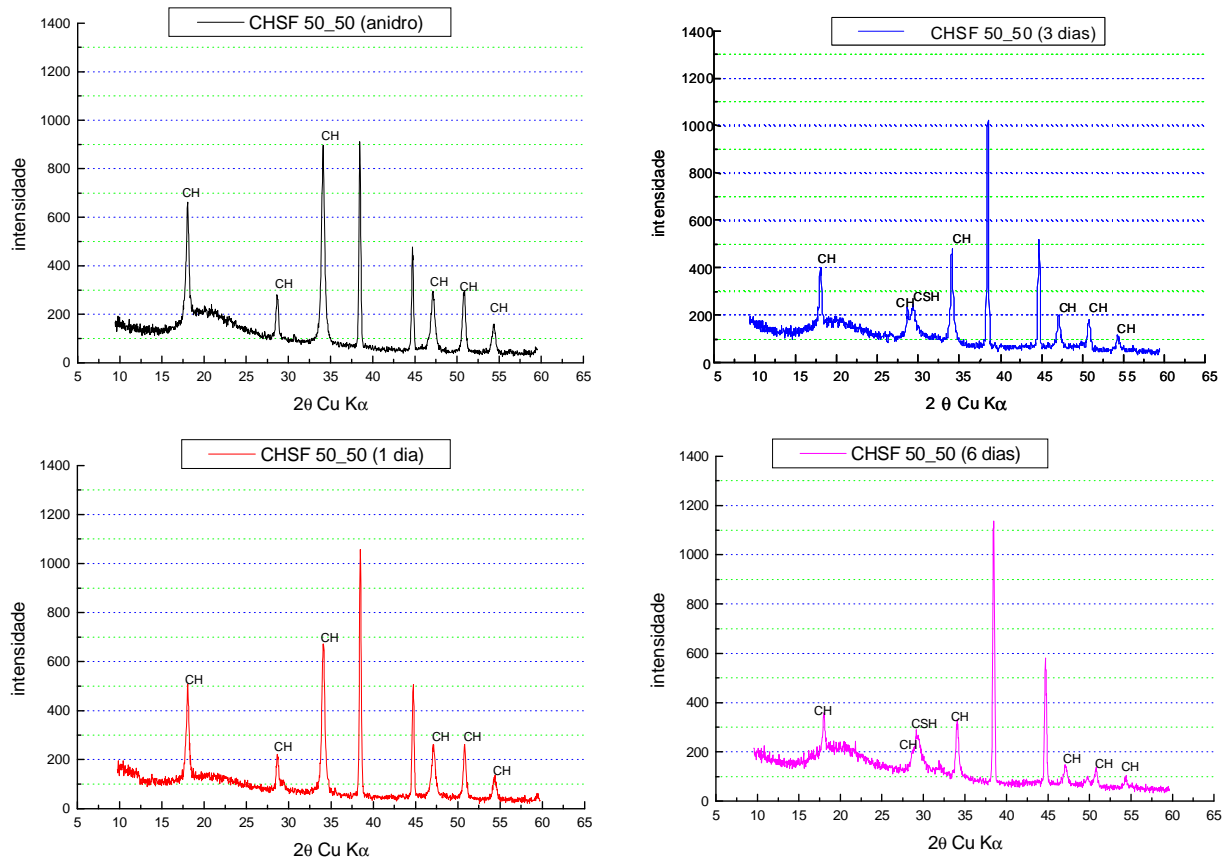 CHSF 50_50 (anidro)
intensidade
1400
1200
1000
800
600
400
200
0
CH
CH
CH
CH
CH
CH
5 10 15 20 25 30 35 40 45 50 55 60 65
2θ Cu Kα
CHSF 50_50 (3 dias)
intensidade
1400
1200
1000
800
600
400
200
0
CH
CH
CSH
CH
CH
CH
CH
5 10 15 20 25 30 35 40 45 50 55 60 65
2 θ Cu Kα
CHSF 50_50 (1 dia)
intensidade
1400
1200
1000
800
600
400
200
0
CH
CH
CH
CH
CH
CH
5 10 15 20 25 30 35 40 45 50 55 60 65
2θ Cu Kα
CHSF 50_50 (6 dias)
intensidade
1400
1200
1000
800
600
400
200
0
CH
CH
CSH
CH
CH
CH
CH
5 10 15 20 25 30 35 40 45 50 55 60 65
2θ Cu Kα